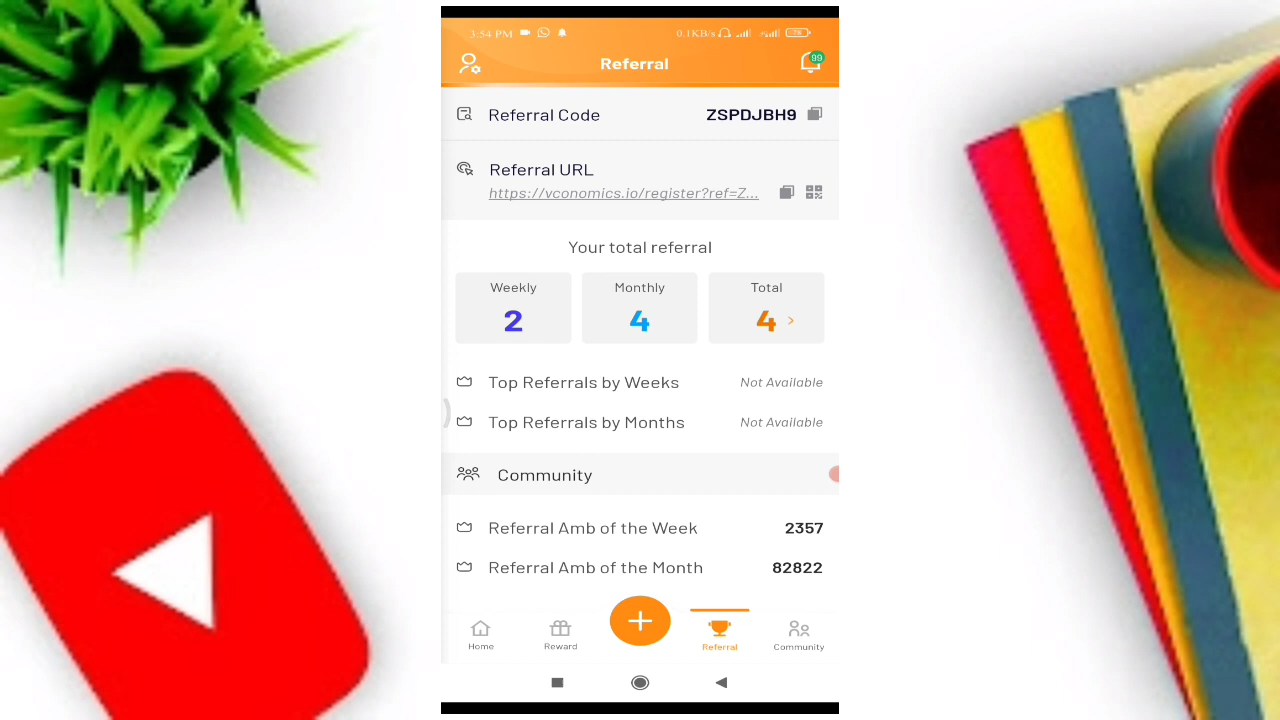 3:54 PM 0.1KB/s
Referral
99
Referral Code ZSPDJBH9
Referral URL
https://vconomics.io/register?ref=Z...
Your total referral
Weekly Monthly Total
2 4 4
Top Referrals by Weeks Not Available
Top Referrals by Months Not Available
Community
Referral Amb of the Week 2357
Referral Amb of the Month 82822
Home Reward Referral Community